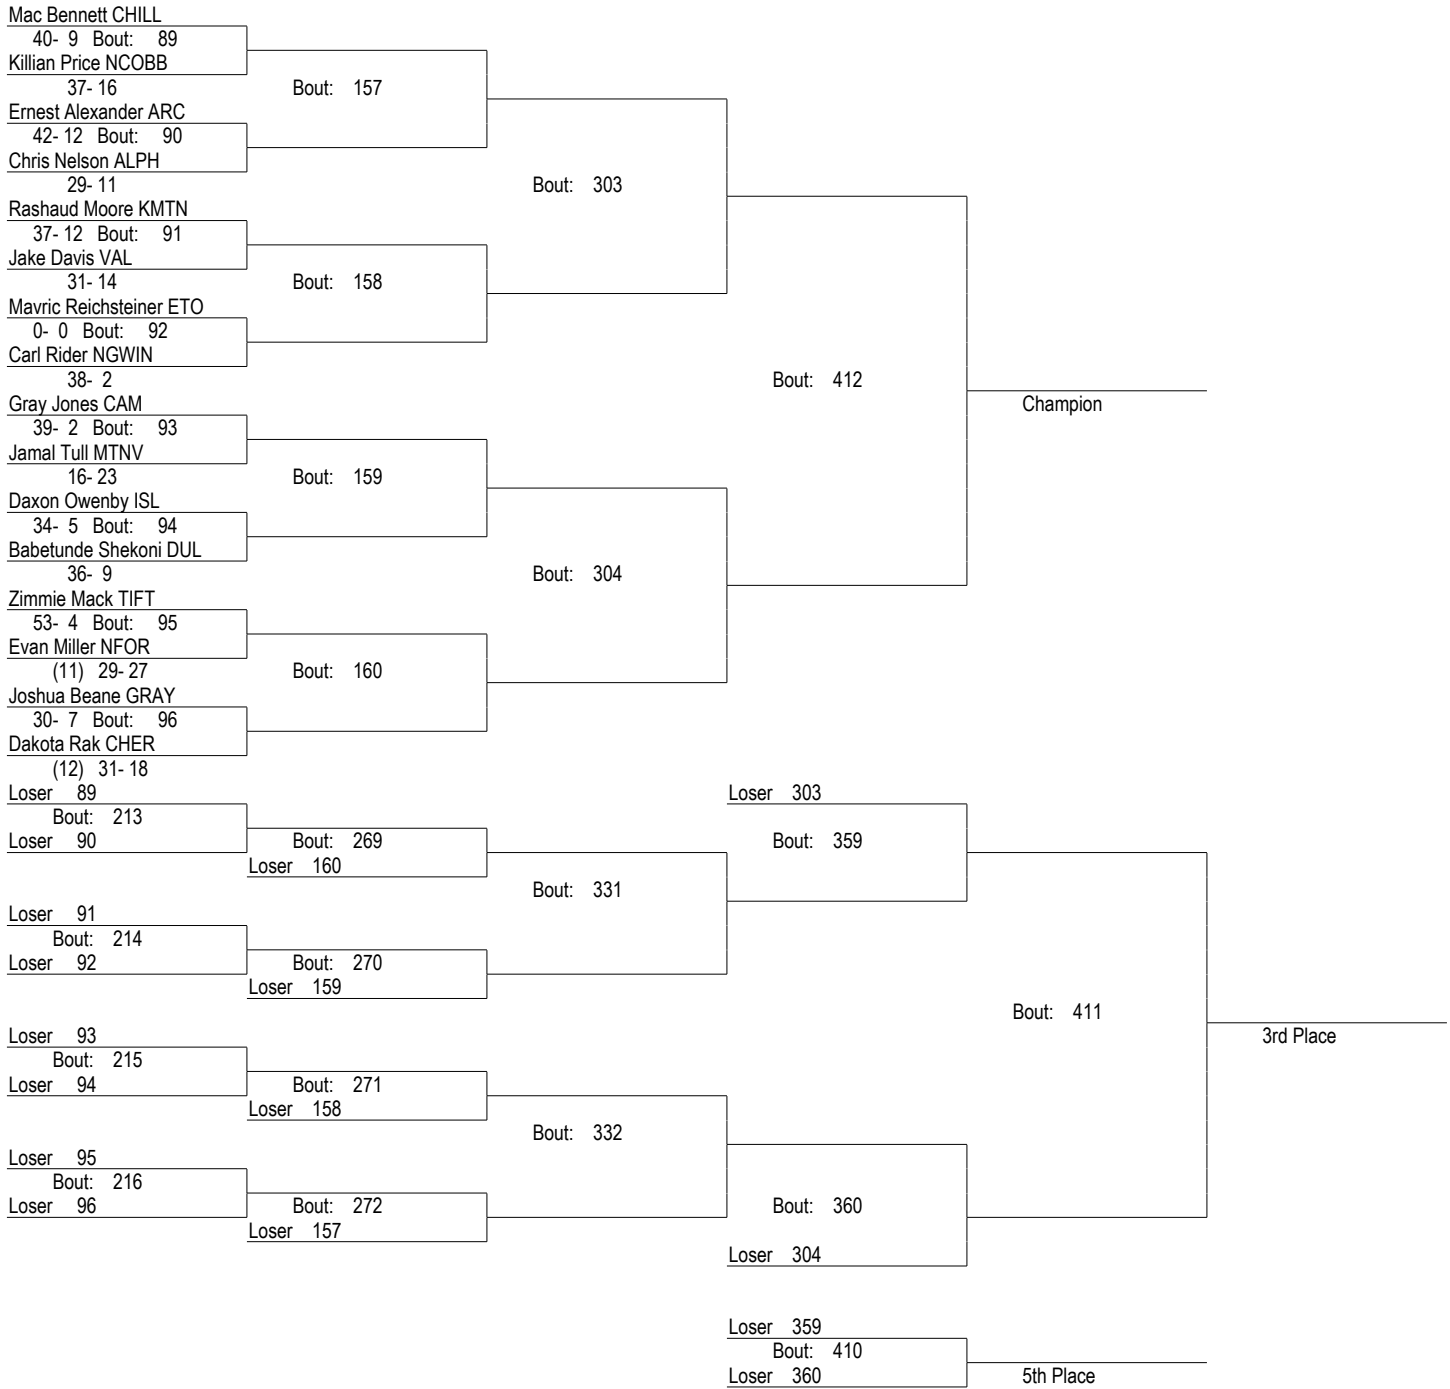 Mac Bennett CHILL
40- 9 Bout: 89
Killian Price NCOBB
37- 16
Bout: 157
Ernest Alexander ARC
42- 12 Bout: 90
Chris Nelson ALPH
29- 11
Bout: 303
Rashaud Moore KMTN
37- 12 Bout: 91
Jake Davis VAL
31- 14
Bout: 158
Mavric Reichsteiner ETO
0- 0 Bout: 92
Carl Rider NGWIN
38- 2
Bout: 412
Gray Jones CAM
Champion
39- 2 Bout: 93
Jamal Tull MTNV
16- 23
Bout: 159
Daxon Owenby ISL
34- 5 Bout: 94
Babetunde Shekoni DUL
36- 9
Bout: 304
Zimmie Mack TIFT
53- 4 Bout: 95
Evan Miller NFOR
(11) 29- 27
Bout: 160
Joshua Beane GRAY
30- 7 Bout: 96
Dakota Rak CHER
(12) 31- 18
Loser 89
Loser 303
Bout: 213
Loser 90
Bout: 269
Bout: 359
Loser 160
Bout: 331
Loser 91
Bout: 214
Loser 92
Bout: 270
Loser 159
Bout: 411
Loser 93
3rd Place
Bout: 215
Loser 94
Bout: 271
Loser 158
Bout: 332
Loser 95
Bout: 216
Loser 96
Bout: 272
Bout: 360
Loser 157
Loser 304
Loser 359
Bout: 410
Loser 360
5th Place